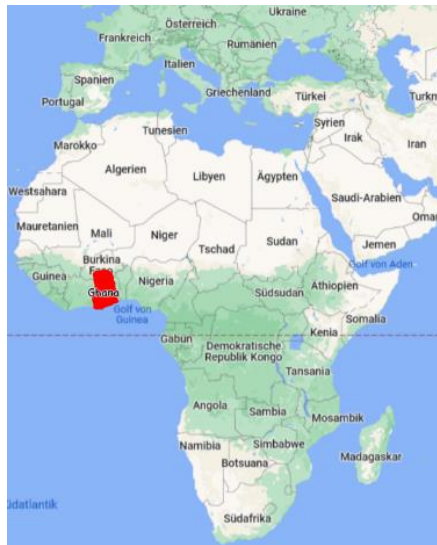 Ukraine
Österreich
Frankreich
Rumänien
Italien
Spanien
Griechenland
Türkei
Turkm
Portugal
Tunesien
Syrien
Marokko
Irak
Iran
Algerien
Libyen
Ägypten
Westsahara
Saudi-Arabien
Oman
Mauretanien
Mali
Niger
Tschad
Sudan
Jemen
Golf von Aden
Burkina
Faso
Guinea
Ghana
Nigeria
Südsudan
Äthiopien
Golf von
Guinea
Somalia
Gabun
Demokratische
Republik Kongo
Kenia
Tansania
Angola
Sambia
Mosambik
Namibia
Simbabwe
Botsuana
Madagaskar
üdatlantik
Südafrika